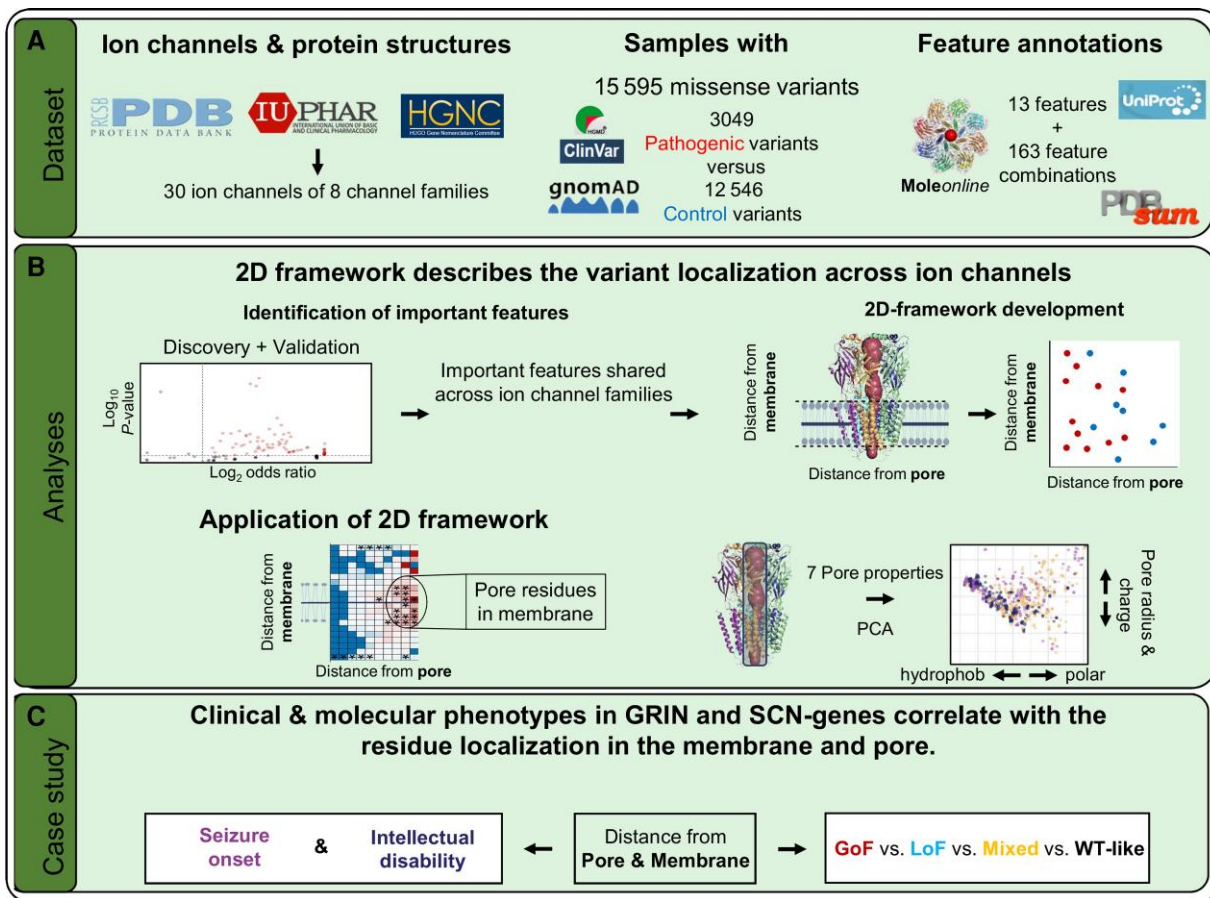 A
Dataset
Ion channels & protein structures
RCSB
PDB
PROTEIN DATA BANK
IUPHAR
INTERNATIONAL UNION OF BASIC
AND CLINICAL PHARMACOLOGY
HGNC
HUGO Gene Nomenclature Committee
30 ion channels of 8 channel families
Samples with
15 595 missense variants
HGMD®
ClinVar
gnomAD
3049
Pathogenic variants
versus
12 546
Control variants
Feature annotations
Moleonline
13 features
+
163 feature
combinations
UniProt
PDB
sum
B
Analyses
2D framework describes the variant localization across ion channels
Identification of important features
Discovery + Validation
Log10
P-value
Log2 odds ratio
Important features shared
across ion channel families
2D-framework development
Distance from
membrane
Distance from pore
Distance from
membrane
Distance from pore
Application of 2D framework
Distance from
membrane
Distance from pore
Pore residues
in membrane
7 Pore properties
PCA
Pore radius &
charge
hydrophob
polar
C
Case study
Clinical & molecular phenotypes in GRIN and SCN-genes correlate with the
residue localization in the membrane and pore.
Seizure
onset
&
Intellectual
disability
Distance from
Pore & Membrane
GoF vs. LoF vs. Mixed vs. WT-like